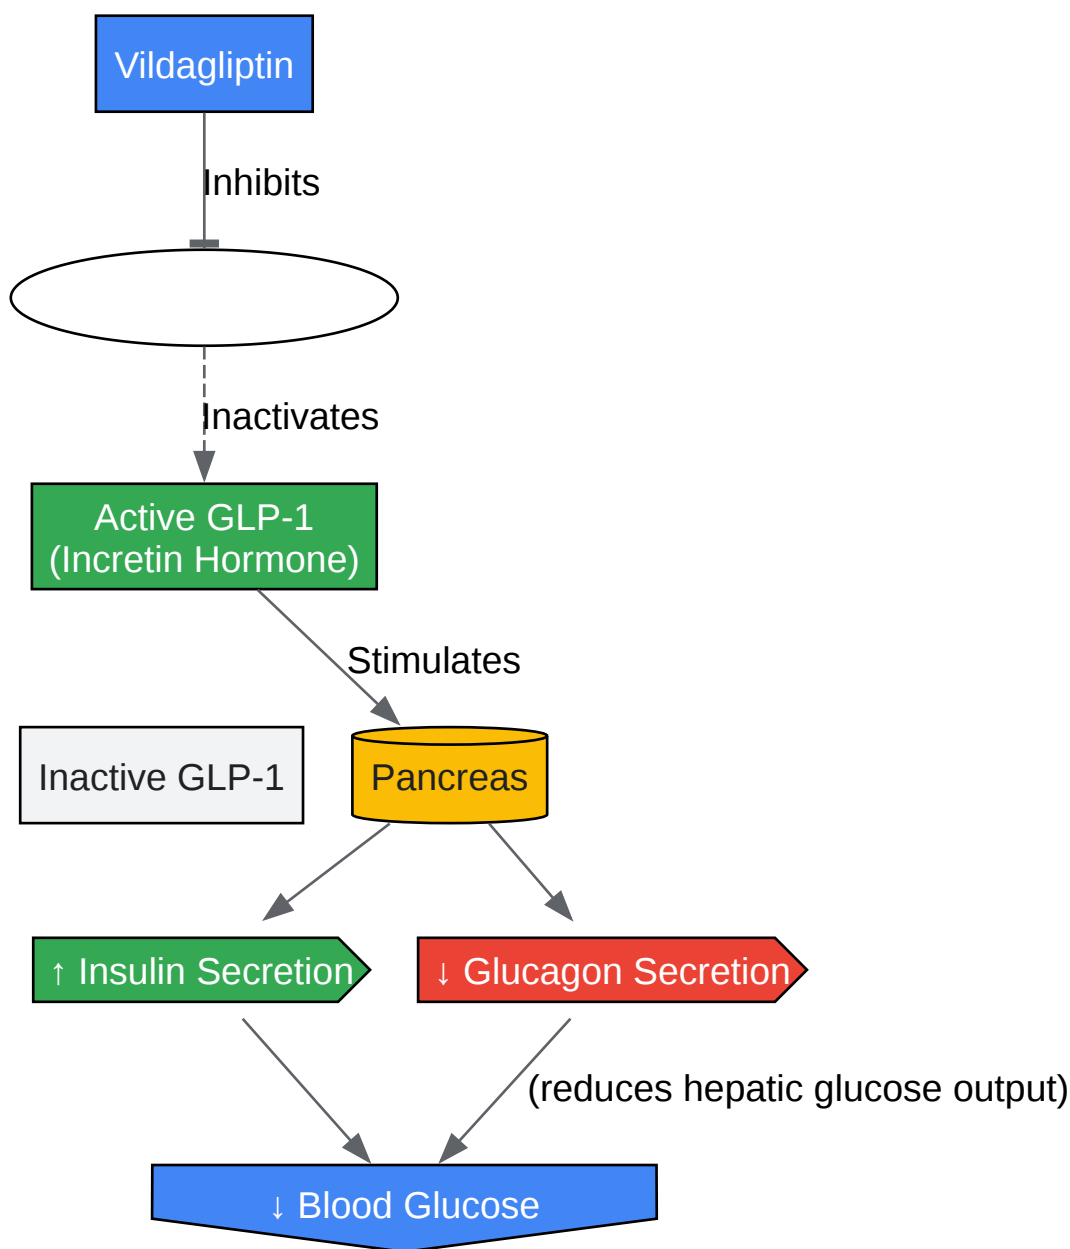 Vildagliptin
Inhibits
Inactivates
Active GLP-1
(Incretin Hormone)
Stimulates
Inactive GLP-1
Pancreas
↑ Insulin Secretion
↓ Glucagon Secretion
(reduces hepatic glucose output)
↓ Blood Glucose